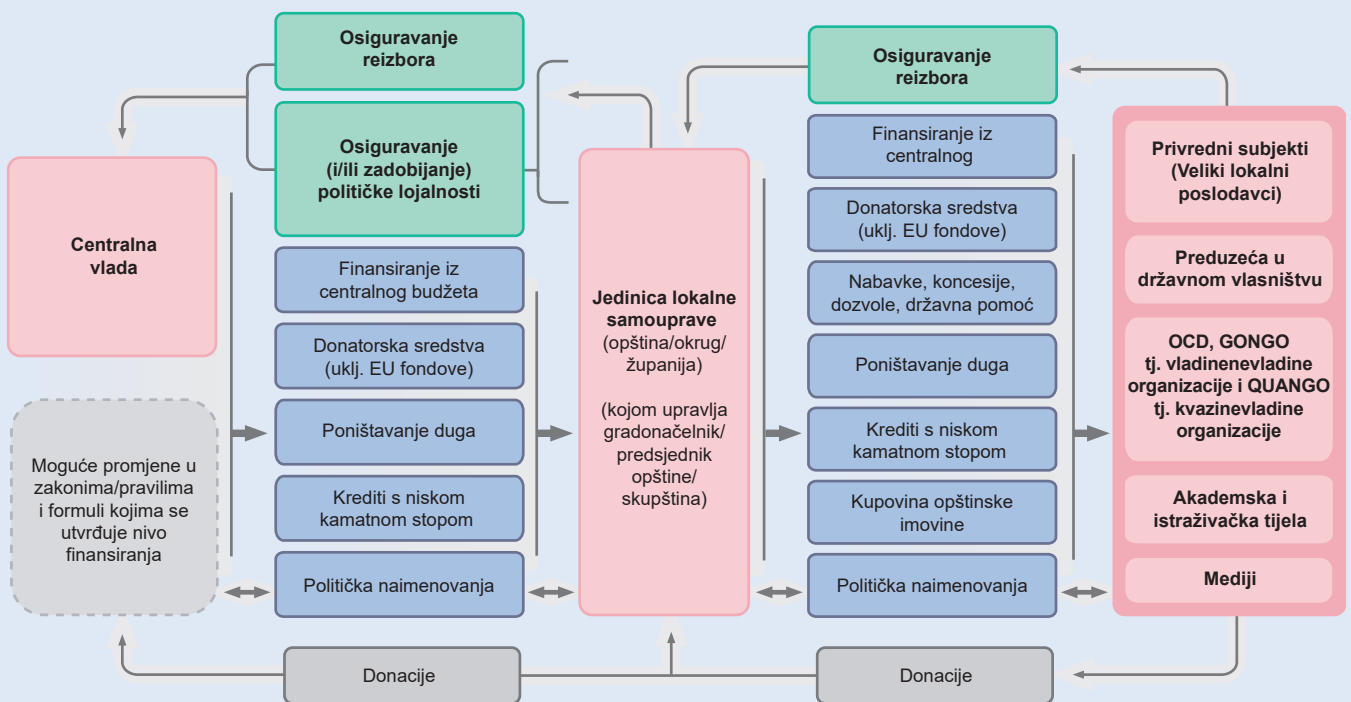 Centralna
vlada
Moguće promjene u
zakonima/pravilima
i formuli kojima se
utvrđuje nivo
finansiranja
Osiguravanje
reizbora
Osiguravanje
(i/ili zadobijanje)
političke lojalnosti
Finansiranje iz
centralnog budžeta
Donatorska sredstva
(uklj. EU fondove)
Poništavanje duga
Krediti s niskom
kamatnom stopom
Politička naimenovanja
Donacije
Jedinica lokalne
samouprave
(opština/okrug/
županija)
(kojom upravlja
gradonačelnik/
predsjednik
opštine/
skupština)
Osiguravanje
reizbora
Finansiranje iz
centralnog
Donatorska sredstva
(uklj. EU fondove)
Nabavke, koncesije,
dozvole, državna pomoć
Poništavanje duga
Krediti s niskom
kamatnom stopom
Kupovina opštinske
imovine
Politička naimenovanja
Donacije
Privredni subjekti
(Veliki lokalni
poslodavci)
Preduzeća u
državnom vlasništvu
OCD, GONGO
tj. vladinenevladine
organizacije i QUANGO
tj. kvazinevladine
organizacije
Akademska i
istraživačka tijela
Mediji